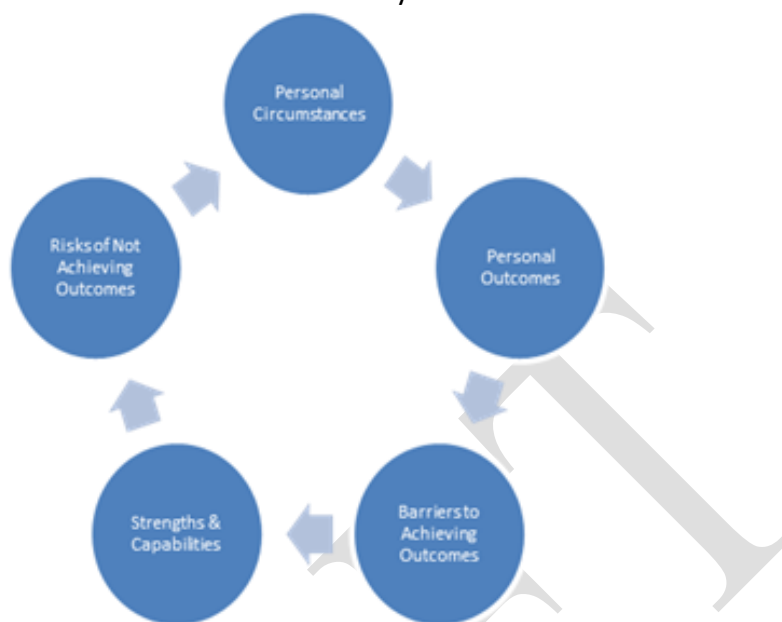 Personal
Circumstances
Personal
Outcomes
Barriers to
Achieving
Outcomes
Strengths &
Capabilities
Risks of Not
Achieving
Outcomes
T